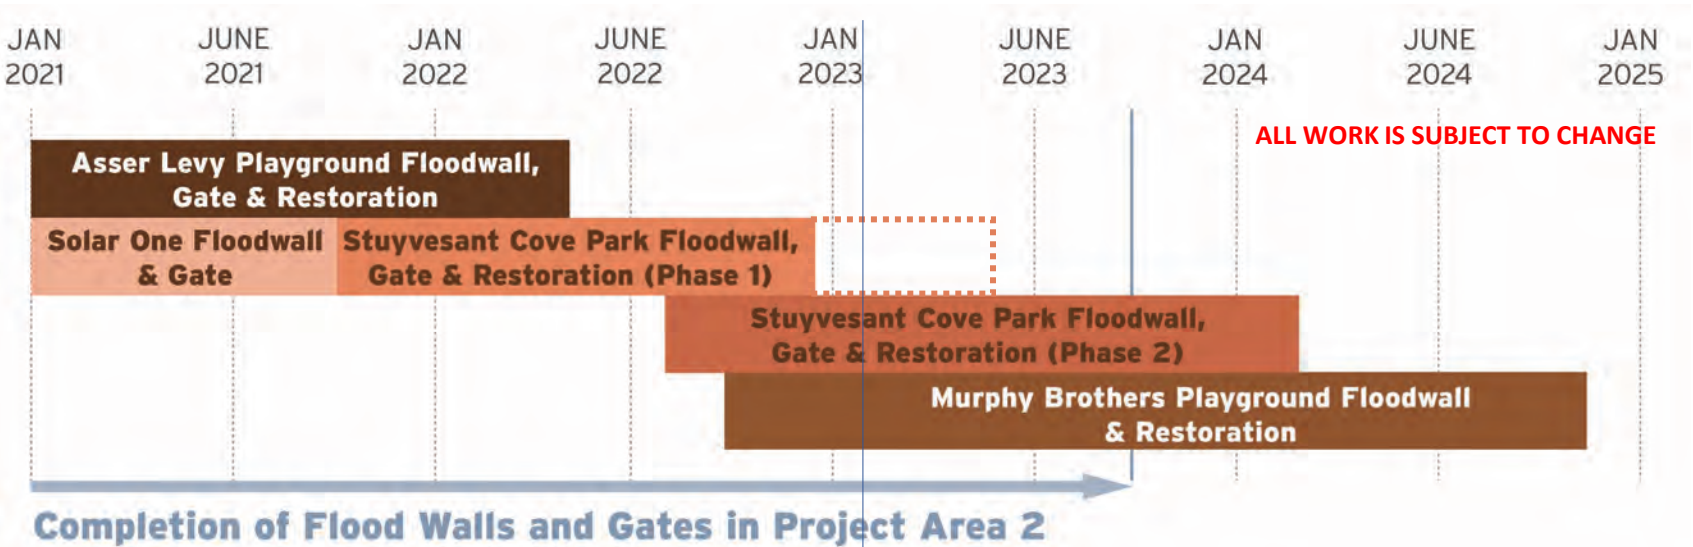 JAN JUNE JAN JUNE JAN JUNE JAN JUNE JAN
2021 2021 2022 2022 2023 2023 2024 2024 2025
ALL WORK IS SUBJECT TO CHANGE
Asser Levy Playground Floodwall,
Gate & Restoration
Solar One Floodwall
& Gate
Stuyvesant Cove Park Floodwall,
Gate & Restoration (Phase 1)
Stuyvesant Cove Park Floodwall,
Gate & Restoration (Phase 2)
Murphy Brothers Playground Floodwall
& Restoration
Completion of Flood Walls and Gates in Project Area 2